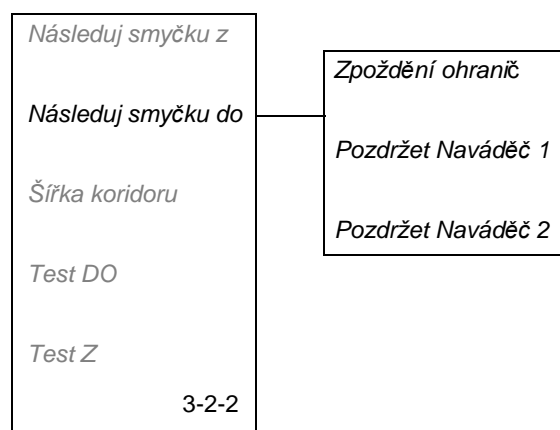 Následuj smyčku z
Následuj smyčku do
Šířka koridoru
Test DO
Test Z
3-2-2
Zpoždění ohranič
Pozdržet Naváděč 1
Pozdržet Naváděč 2